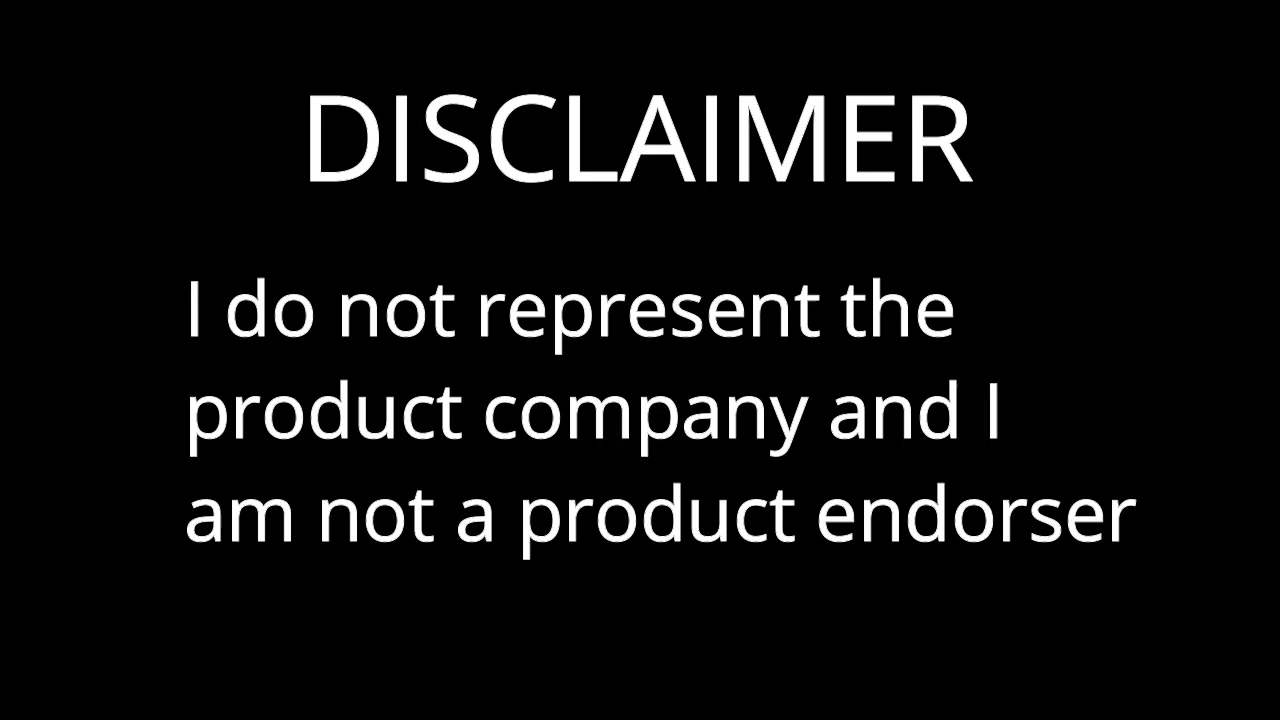 DISCLAIMER
I do not represent the
product company and I
am not a product endorser